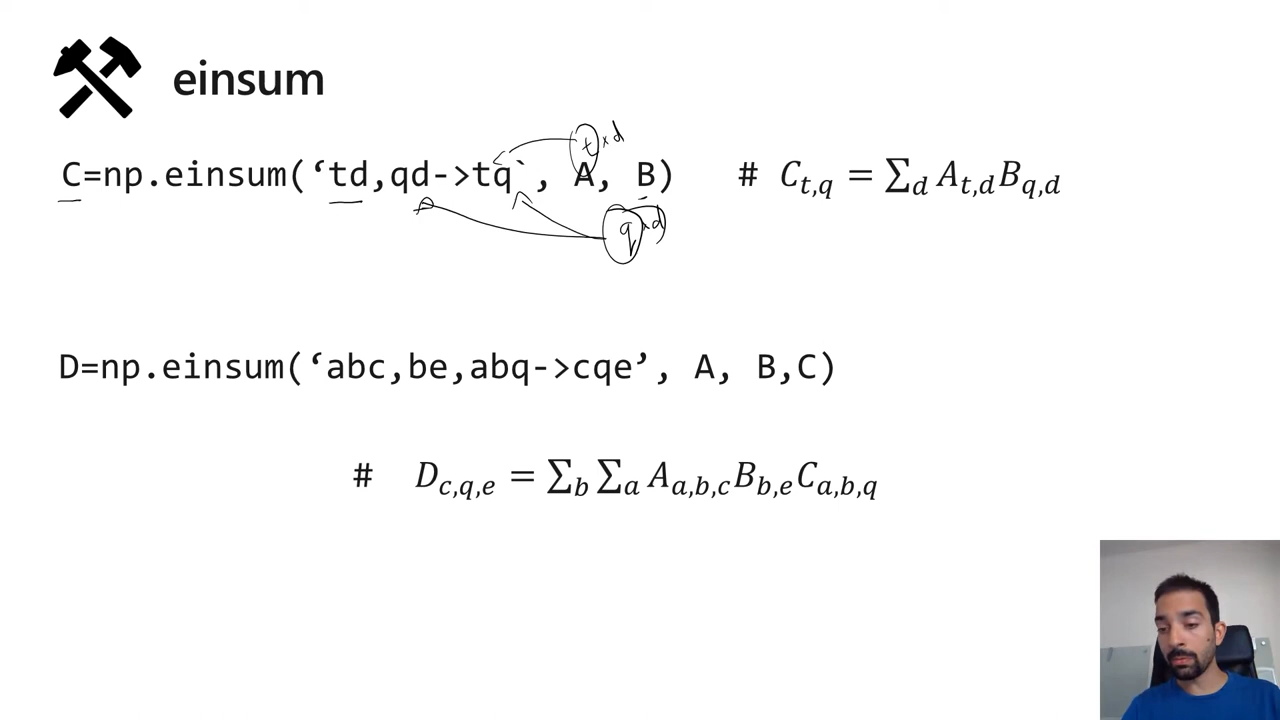 einsum
t×d
C=np.einsum(‘td,qd->tq`, A, B) # C_{t,q} = ∑_d A_{t,d}B_{q,d}
q×d
D=np.einsum(‘abc,be,abq->cqe’, A, B,C)
# D_{c,q,e} = ∑_b ∑_a A_{a,b,c}B_{b,e}C_{a,b,q}